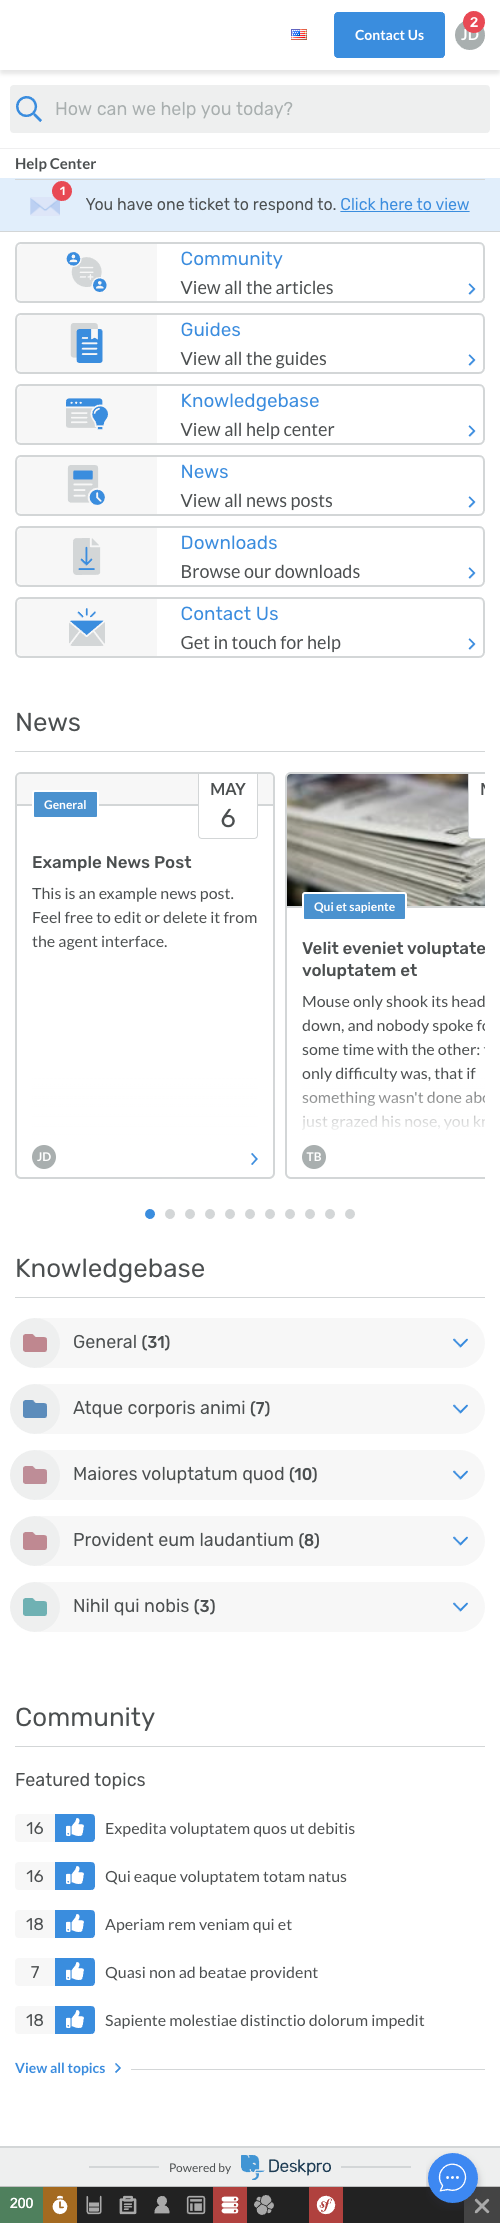 Contact Us
JD
2
How can we help you today?
Help Center
1
You have one ticket to respond to. Click here to view
Community
View all the articles
Guides
View all the guides
Knowledgebase
View all help center
News
View all news posts
Downloads
Browse our downloads
Contact Us
Get in touch for help
News
General
MAY
6
Example News Post
This is an example news post.
Feel free to edit or delete it from
the agent interface.
JD
Qui et sapiente
Velit eveniet voluptate
voluptatem et
Mouse only shook its head
down, and nobody spoke fo
some time with the other:
only difficulty was, that if
something wasn't done abo
just grazed his nose, you kn
TB
Knowledgebase
General (31)
Atque corporis animi (7)
Maiores voluptatum quod (10)
Provident eum laudantium (8)
Nihil qui nobis (3)
Community
Featured topics
16 Expedita voluptatem quos ut debitis
16 Qui eaque voluptatem totam natus
18 Aperiam rem veniam qui et
7 Quasi non ad beatae provident
18 Sapiente molestiae distinctio dolorum impedit
View all topics
Powered by Deskpro
200
sf